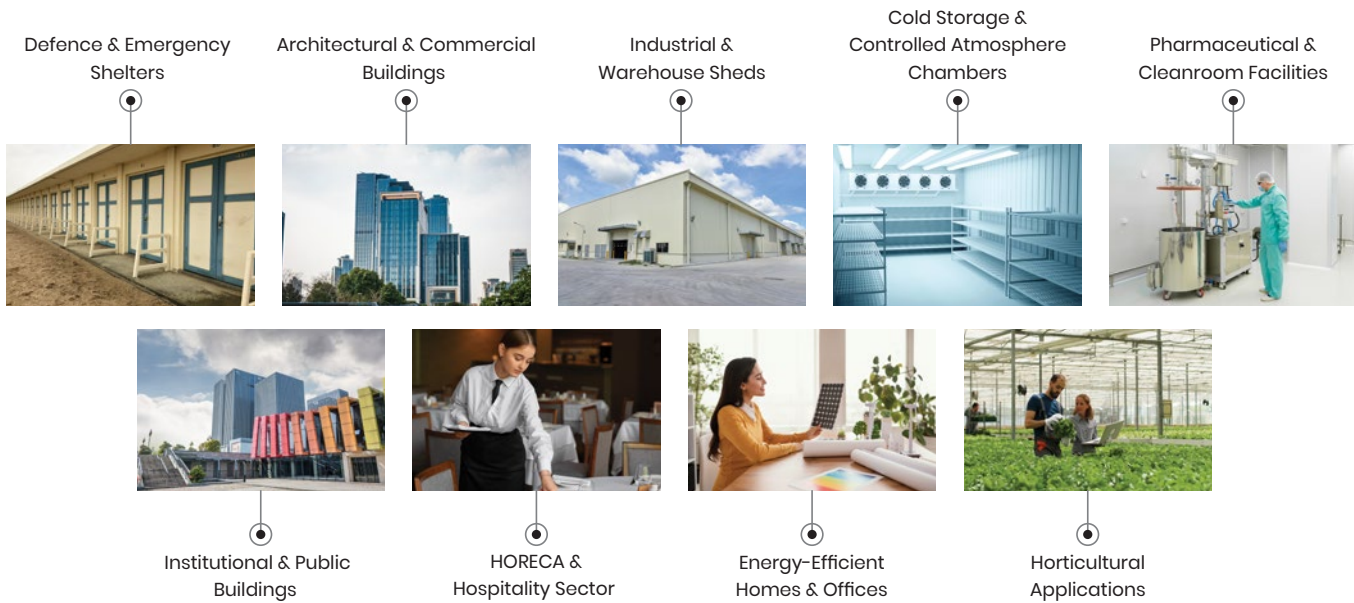 Defence & Emergency
Shelters
Architectural & Commercial
Buildings
Industrial &
Warehouse Sheds
Cold Storage &
Controlled Atmosphere
Chambers
Pharmaceutical &
Cleanroom Facilities
Institutional & Public
Buildings
HORECA &
Hospitality Sector
Energy-Efficient
Homes & Offices
Horticultural
Applications